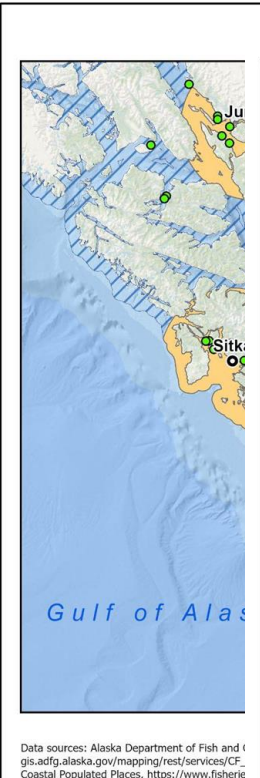 Ju
Sitka
Gulf of Alas
Data sources: Alaska Department of Fish and
gis.adfg.alaska.gov/mapping/rest/services/CF_
Coastal Populated Places, https://www.fisherie